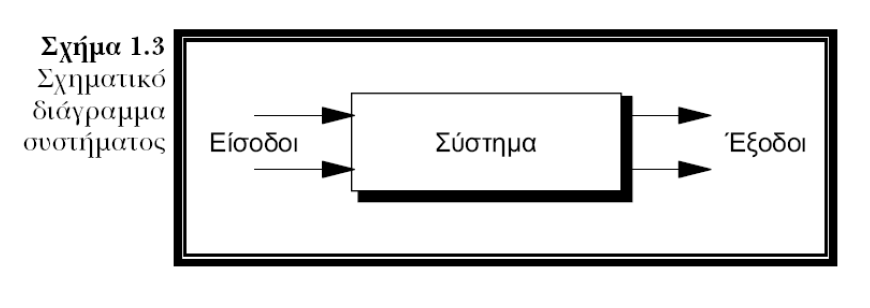 Σχήμα 1.3
Σχηματικό
διάγραμμα
συστήματος
Είσοδοι
Σύστημα
Έξοδοι